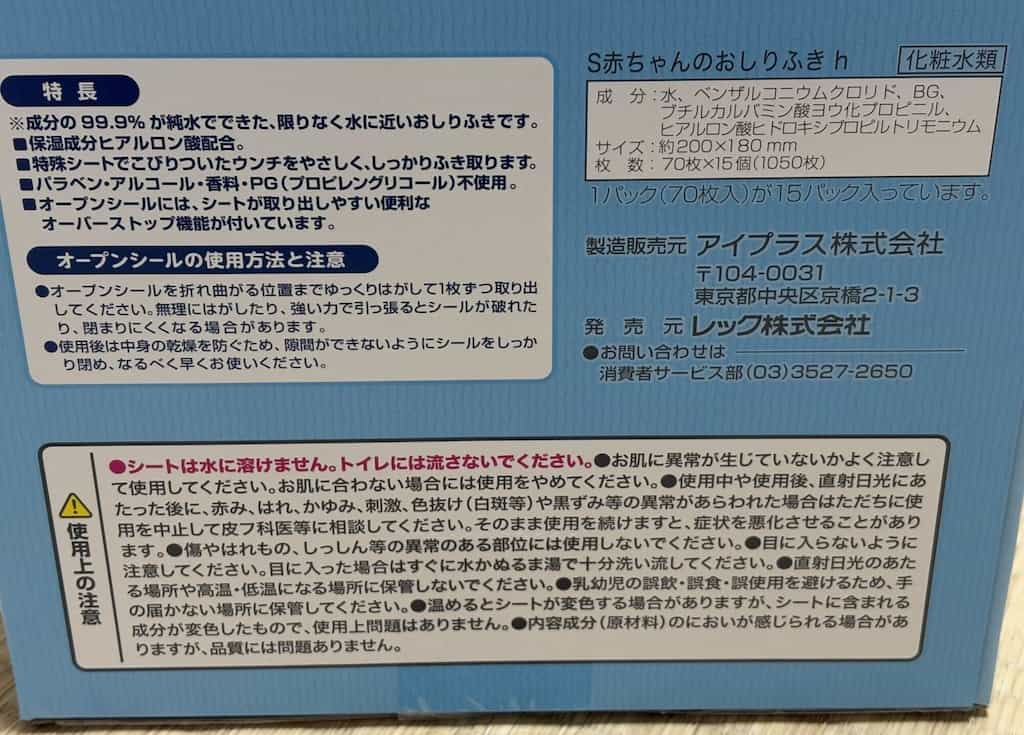 特長
※成分の99.9%が純水でできた、限りなく水に近いおしりふきです。
■保湿成分ヒアルロン酸配合。
■特殊シートでこびりついたウンチをやさしく、しっかりふき取ります。
■パラベン・アルコール・香料・PG(プロピレングリコール)不使用。
■オープンシールには、シートが取り出しやすい便利な
オーバーストップ機能が付いています。
オープンシールの使用方法と注意
●オープンシールを折れ曲がる位置までゆっくりはがして1枚ずつ取り出
してください。無理にはがしたり、強い力で引っ張るとシールが破れた
り、閉まりにくくなる場合があります。
●使用後は中身の乾燥を防ぐため、隙間ができないようにシールをしっか
り閉め、なるべく早くお使いください。
S赤ちゃんのおしりふきh 化粧水類
成分:水、ベンザルコニウムクロリド、BG、
ブチルカルバミン酸ヨウ化プロピニル、
ヒアルロン酸ヒドロキシプロピルトリモニウム
サイズ:約200×180mm
枚数:70枚×15個(1050枚)
1パック(70枚入)が15パック入っています。
製造販売元 アイプラス株式会社
〒104-0031
東京都中央区京橋2-1-3
発売元 レック株式会社
●お問い合わせは
消費者サービス部(03)3527-2650
使用上の注意
●シートは水に溶けません。トイレには流さないでください。●お肌に異常が生じていないかよく注意し
て使用してください。お肌に合わない場合には使用をやめてください。●使用中や使用後、直射日光にあ
たった後に、赤み、はれ、かゆみ、刺激、色抜け(白斑等)や黒ずみ等の異常があらわれた場合はただちに使
用を中止して皮フ科医等に相談してください。そのまま使用を続けますと、症状を悪化させることがあり
ます。●傷やはれもの、しっしん等の異常のある部位には使用しないでください。●目に入らないように
注意してください。目に入った場合はすぐに水かぬるま湯で十分洗い流してください。●直射日光のあた
る場所や高温・低温になる場所に保管しないでください。●乳幼児の誤飲・誤食・誤使用を避けるため、手
の届かない場所に保管してください。●温めるとシートが変色する場合がありますが、シートに含まれる
成分が変色したもので、使用上問題はありません。●内容成分(原材料)のにおいが感じられる場合があ
りますが、品質には問題ありません。